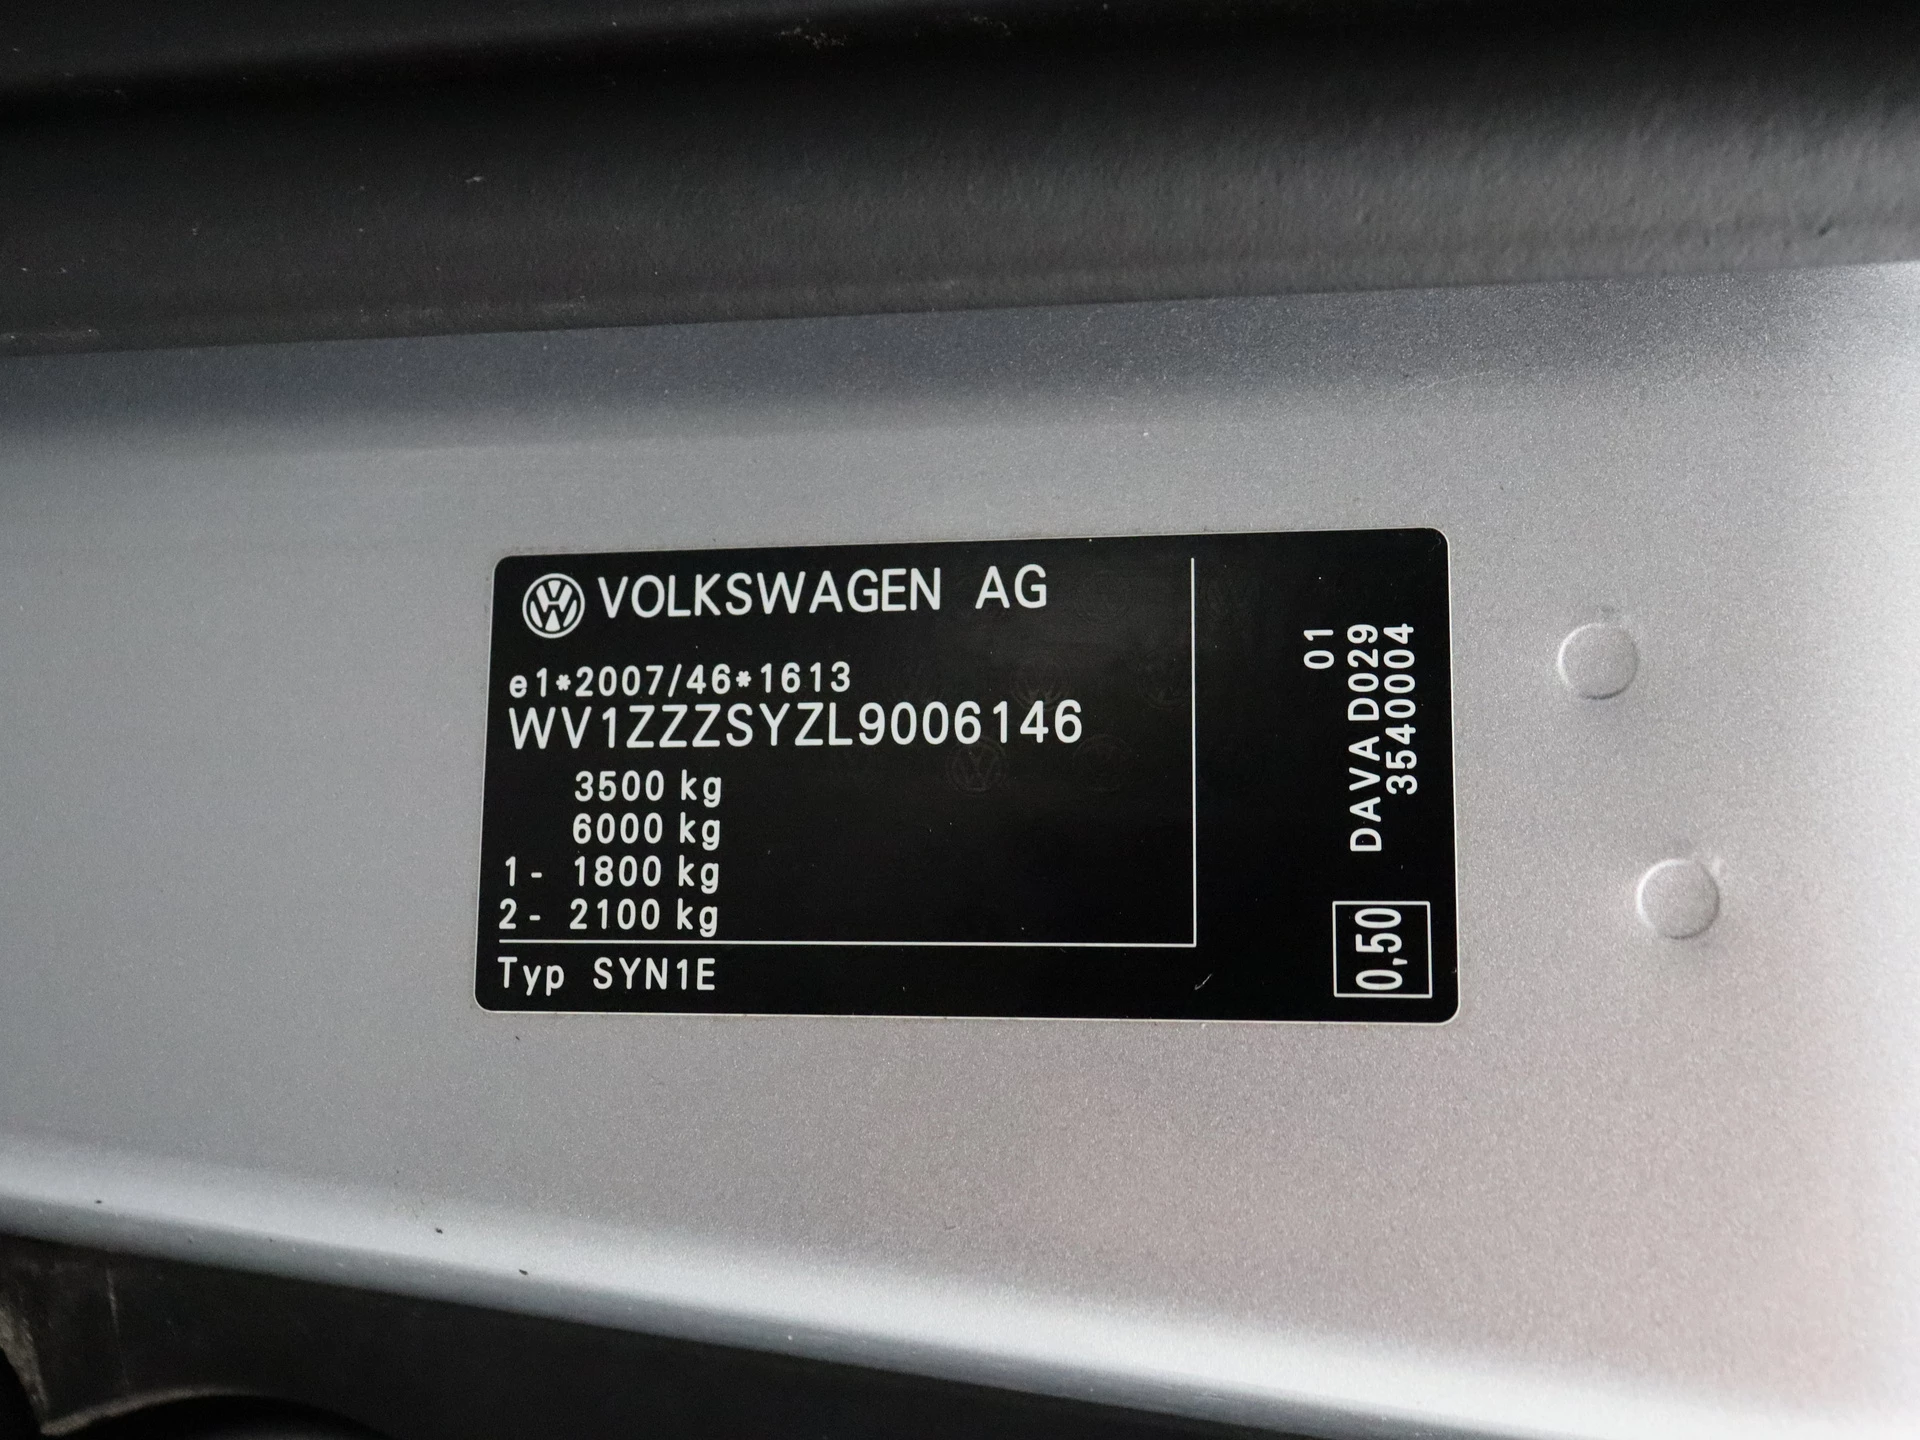 VOLKSWAGEN AG
e1*2007/46*1613
WV1ZZZSYZL9006146
3500 kg
6000 kg
1- 1800 kg
2- 2100 kg
Typ SYN1E
01
DAVA D029
35400004
0,50